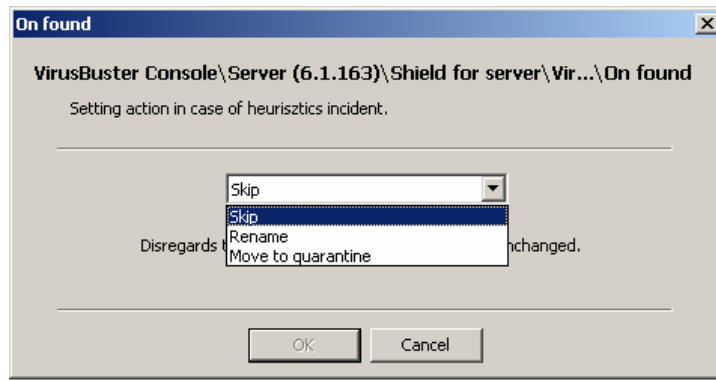 On found
VirusBuster Console\Server (6.1.163)\Shield for server\Vir...\On found
Setting action in case of heurisztics incident.
Skip
Skip
Rename
Disregards nchanged.
Move to quarantine
OK Cancel